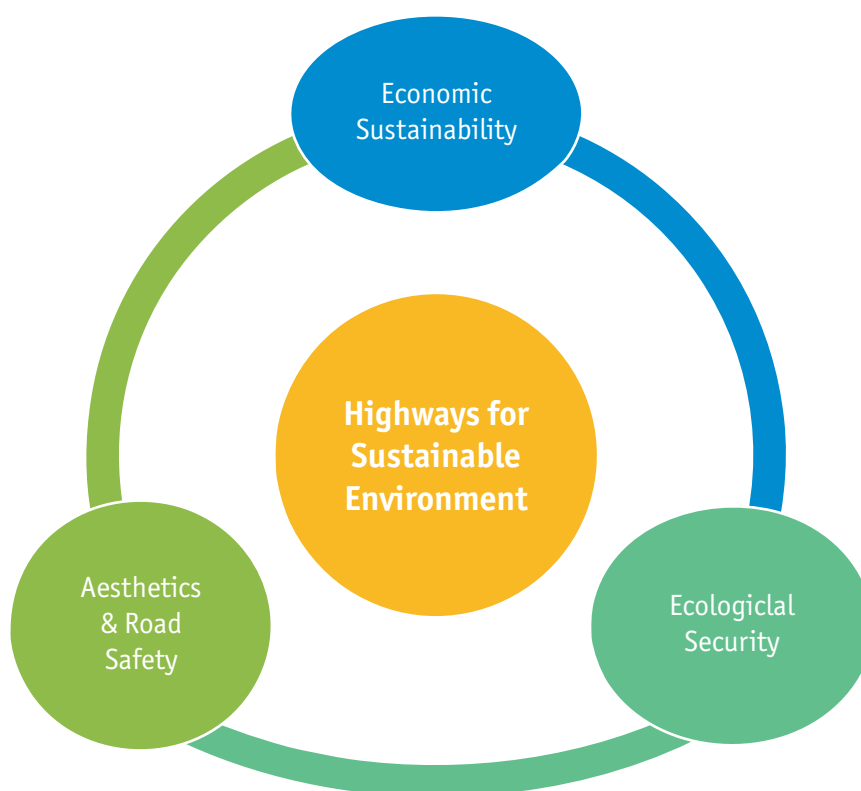 Economic
Sustainability
Highways for
Sustainable
Environment
Aesthetics
& Road
Safety
Ecologiclal
Security